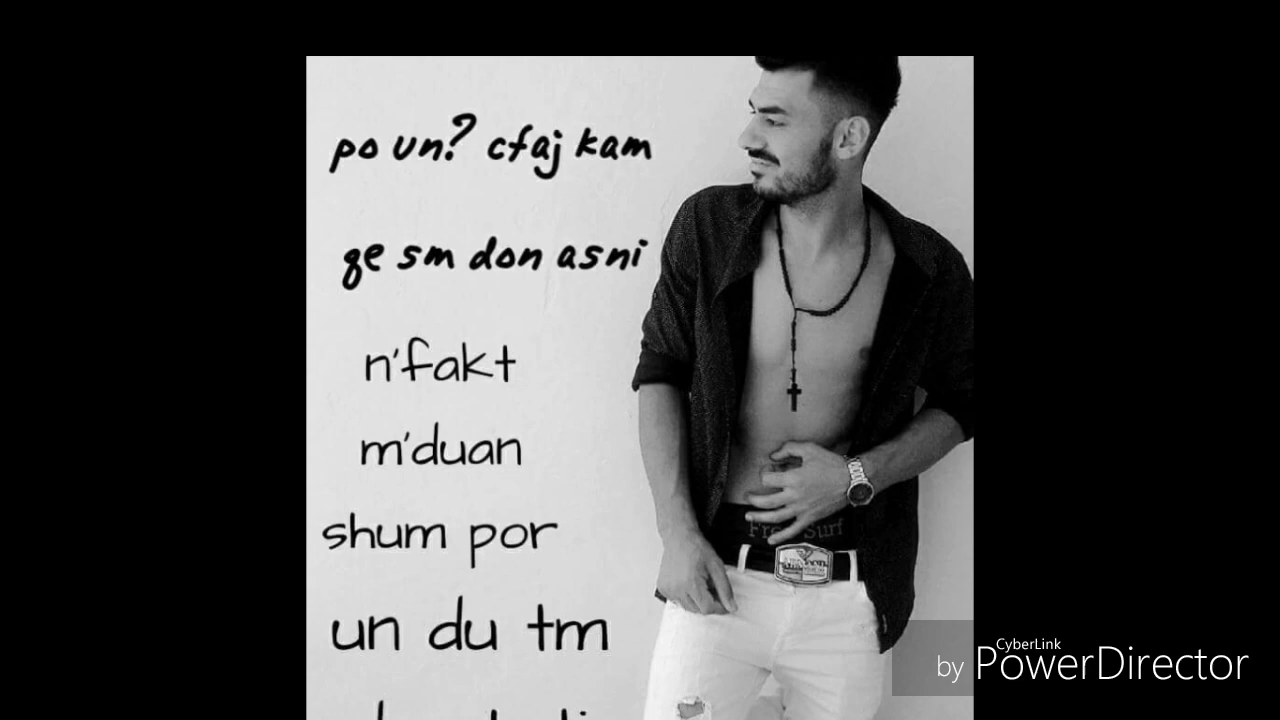 po un? cfaj kam
qe sm don asni
n'fakt
m'duan
shum por
un du tm
Free Surf
CyberLink
by PowerDirector